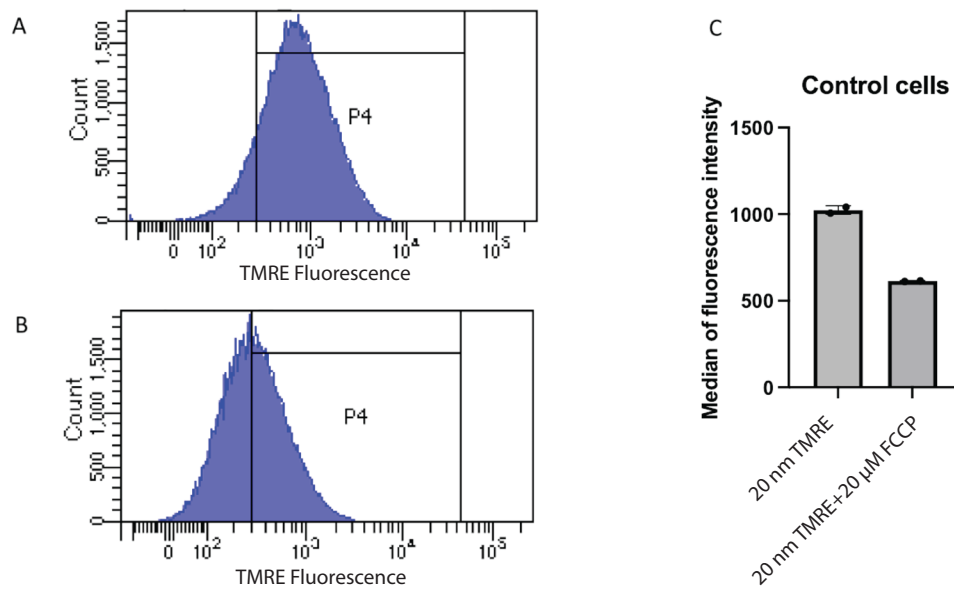 A
Count
1,500
1,000
500
0
P4
0 10² 10³ 10⁴ 10⁵
TMRE Fluorescence
B
Count
1,500
1,000
500
0
P4
0 10² 10³ 10⁴ 10⁵
TMRE Fluorescence
C
Control cells
Median of fluorescence intensity
1500
1000
500
0
20 nm TMRE
20 nm TMRE+20 µM FCCP